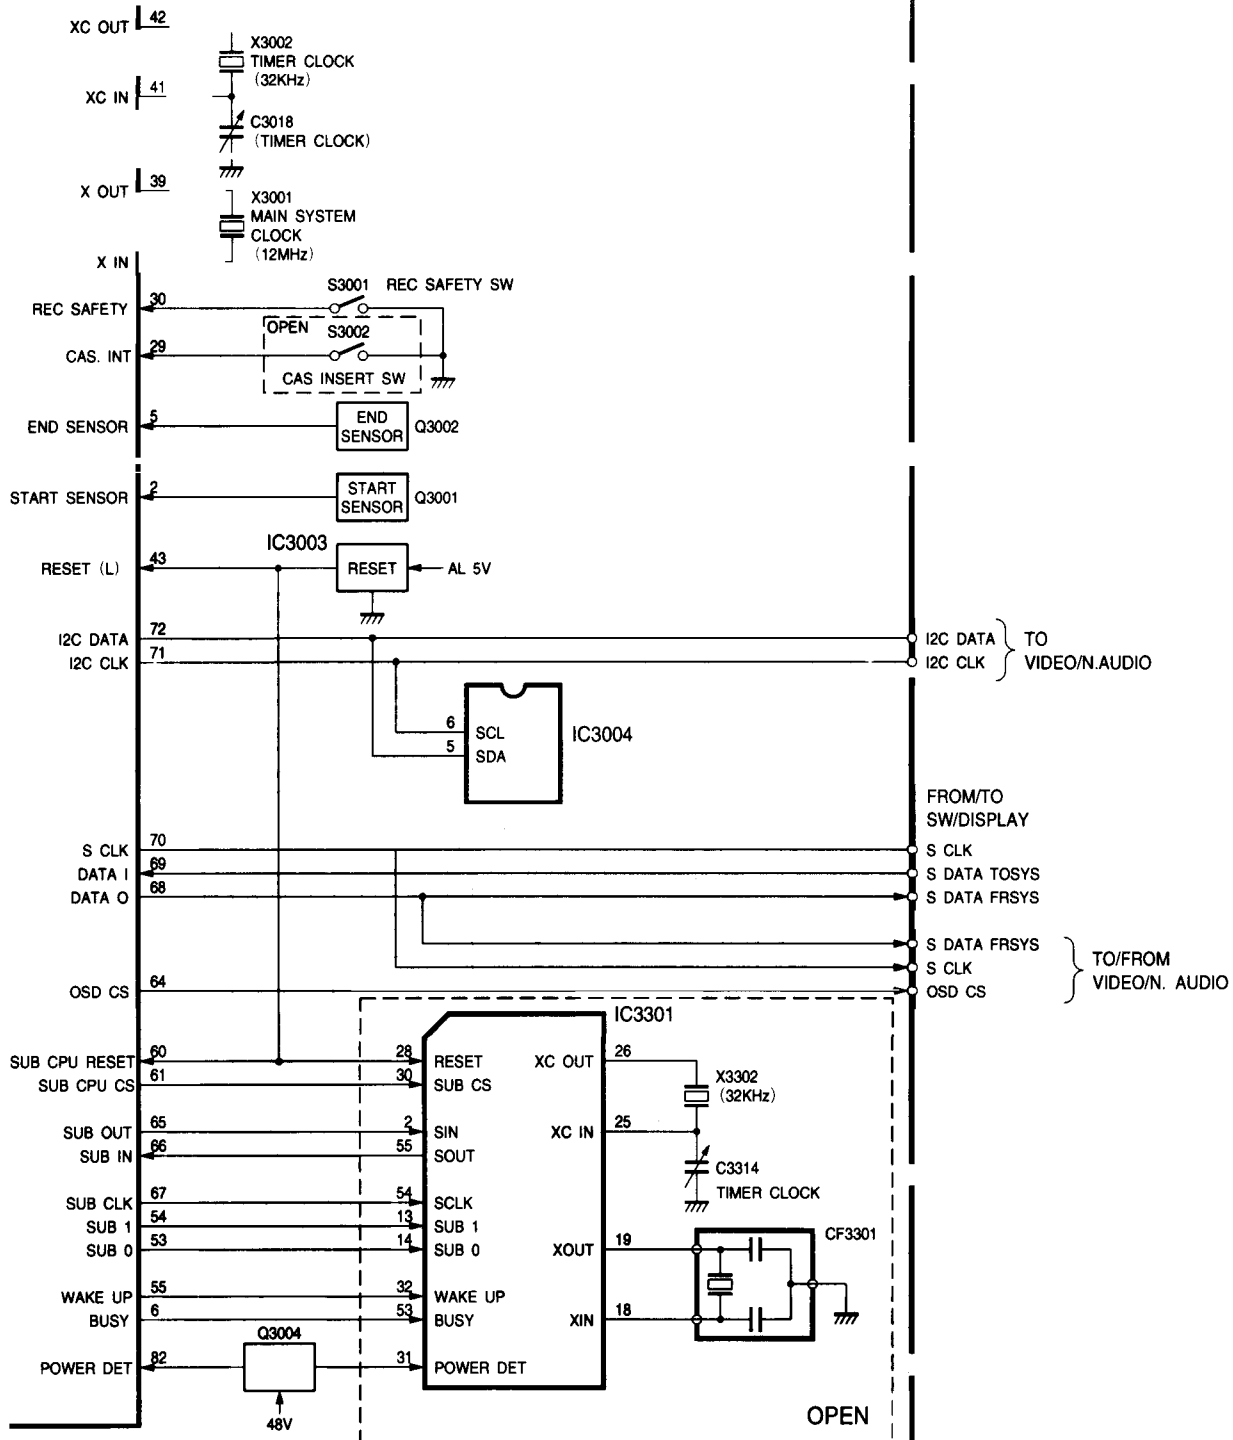 XC OUT 42
X3002
TIMER CLOCK
(32KHz)
XC IN 41
C3018
(TIMER CLOCK)
X OUT 39
X3001
MAIN SYSTEM
CLOCK
(12MHz)
X IN
REC SAFETY 30 S3001 REC SAFETY SW
OPEN S3002
CAS. INT 29
CAS INSERT SW
END SENSOR 5 END SENSOR Q3002
START SENSOR 2 START SENSOR Q3001
IC3003
RESET (L) 43 RESET AL 5V
I2C DATA 72 I2C DATA
I2C CLK 71 I2C CLK
TO
VIDEO/N.AUDIO
6 SCL IC3004
5 SDA
FROM/TO
SW/DISPLAY
S CLK 70 S CLK
DATA I 69 S DATA TOSYS
DATA O 68 S DATA FRSYS
S DATA FRSYS
S CLK
OSD CS 64 OSD CS
TO/FROM
VIDEO/N. AUDIO
IC3301
SUB CPU RESET 60 28 RESET XC OUT 26
SUB CPU CS 61 30 SUB CS
X3302
(32KHz)
SUB OUT 65 2 SIN XC IN 25
SUB IN 66 55 SOUT
C3314
TIMER CLOCK
SUB CLK 67 54 SCLK
SUB 1 54 13 SUB 1
SUB 0 53 14 SUB 0 XOUT 19 CF3301
WAKE UP 55 32 WAKE UP
BUSY 6 53 BUSY XIN 18
Q3004
POWER DET 82 31 POWER DET
48V
OPEN